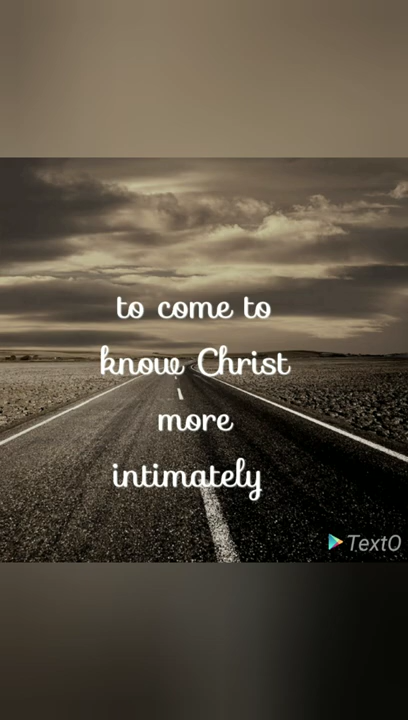 to come to
know Christ
more
intimately
TextO